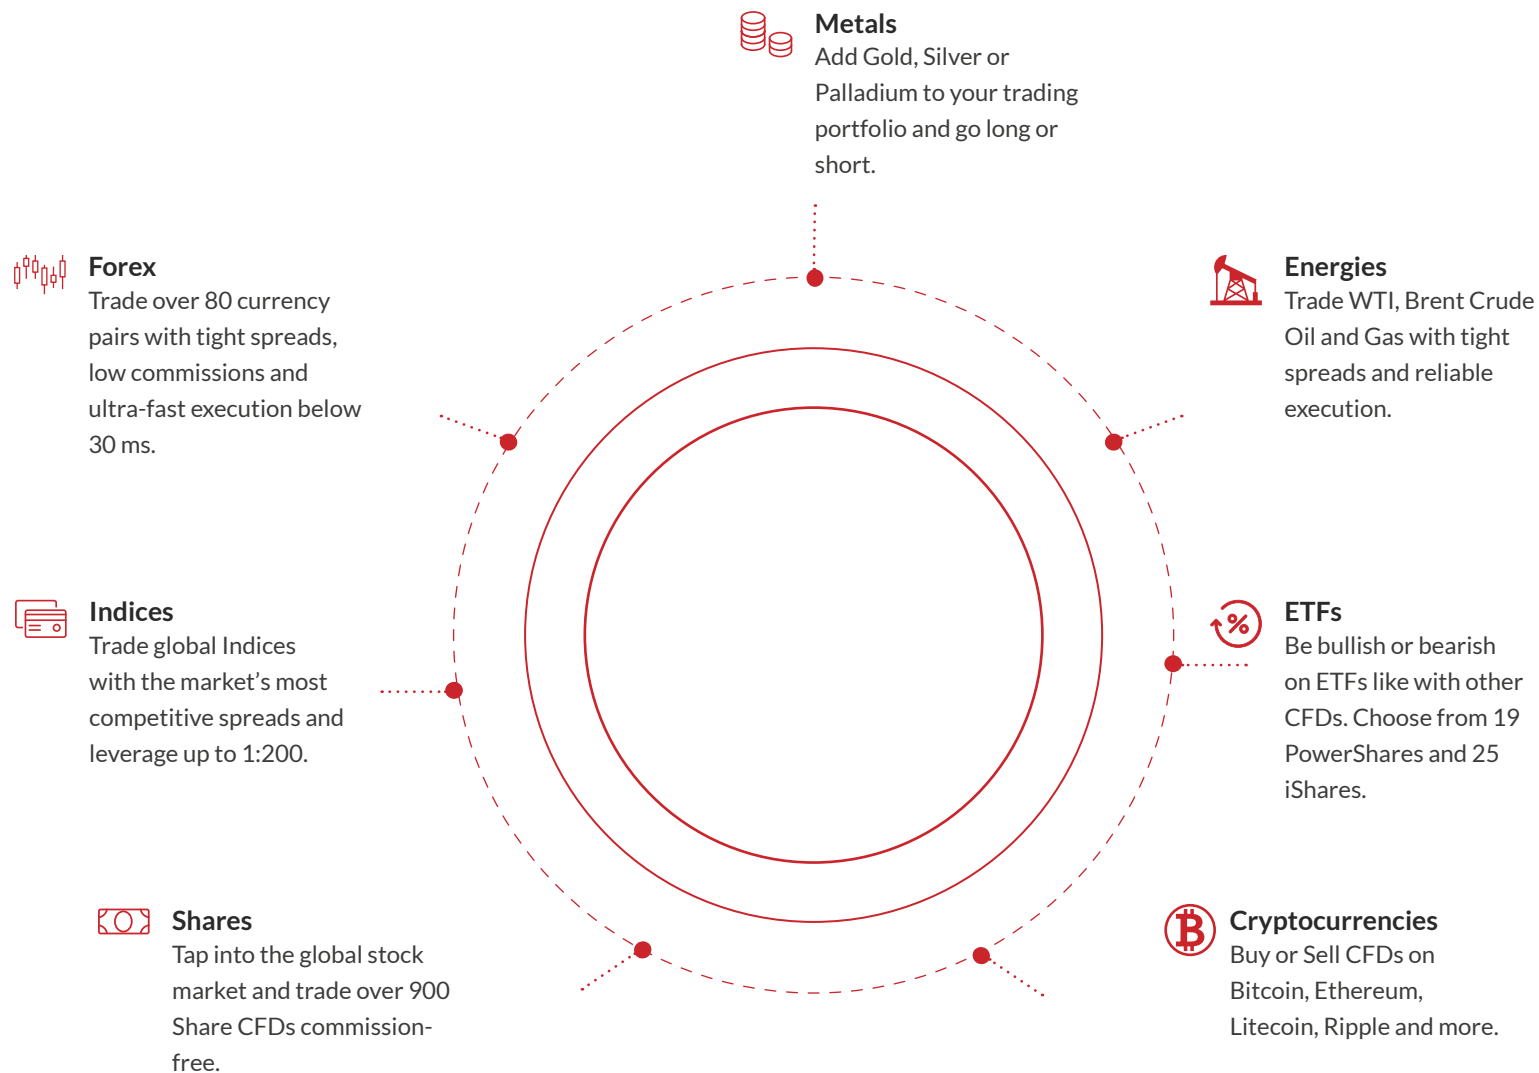 Metals
Add Gold, Silver or
Palladium to your trading
portfolio and go long or
short.
Forex
Trade over 80 currency
pairs with tight spreads,
low commissions and
ultra-fast execution below
30 ms.
Energies
Trade WTI, Brent Crude
Oil and Gas with tight
spreads and reliable
execution.
Indices
Trade global Indices
with the market’s most
competitive spreads and
leverage up to 1:200.
ETFs
Be bullish or bearish
on ETFs like with other
CFDs. Choose from 19
PowerShares and 25
iShares.
Shares
Tap into the global stock
market and trade over 900
Share CFDs commission-
free.
Cryptocurrencies
Buy or Sell CFDs on
Bitcoin, Ethereum,
Litecoin, Ripple and more.